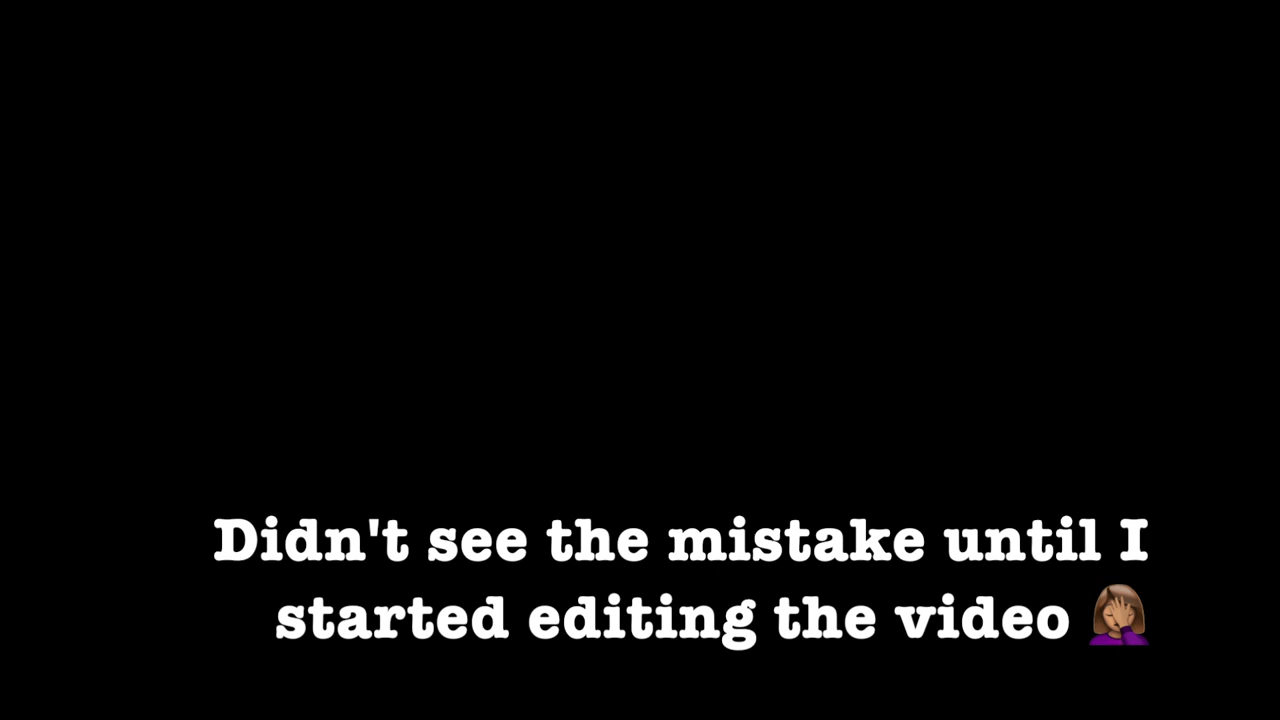 Didn't see the mistake until I
started editing the video 🤦🏽‍♀️